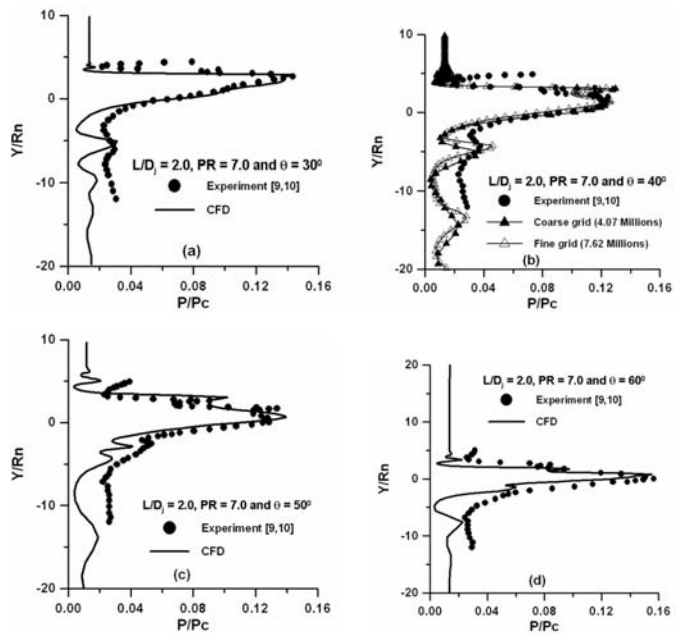 10
0
-10
-20
Y/Rn
0.00 0.04 0.08 0.12 0.16
P/Pc
L/Dj = 2.0, PR = 7.0 and θ = 30⁰
Experiment [9,10]
CFD
(a)
10
0
-10
-20
Y/Rn
0.00 0.04 0.08 0.12 0.16
P/Pc
L/Dj = 2.0, PR = 7.0 and θ = 40⁰
Experiment [9,10]
Coarse grid (4.07 Millions)
Fine grid (7.62 Millions)
(b)
10
0
-10
-20
Y/Rn
0.00 0.04 0.08 0.12 0.16
P/Pc
L/Dj = 2.0, PR = 7.0 and θ = 50⁰
Experiment [9,10]
CFD
(c)
20
10
0
-10
-20
Y/Rn
0.00 0.04 0.08 0.12 0.16
P/Pc
L/Dj = 2.0, PR = 7.0 and θ = 60⁰
Experiment [9,10]
CFD
(d)